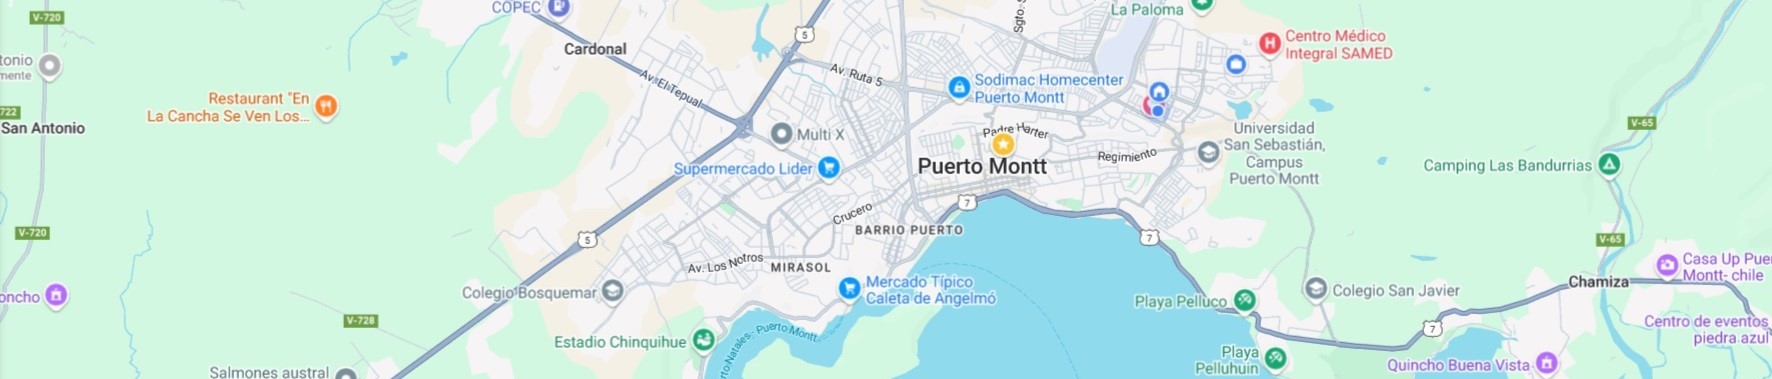 V-720
COPEC
Cardonal
5
Sgto. S
La Paloma
Centro Médico
Integral SAMED
tonio
mente
Av. El Tepual
Av. Ruta 5
Sodimac Homecenter
Puerto Montt
Restaurant "En
La Cancha Se Ven Los...
722
San Antonio
Multi X
Padre Harter
Universidad
San Sebastián,
Campus
Puerto Montt
V-65
Supermercado Lider
Puerto Montt
Regimiento
Camping Las Bandurrias
Crucero
7
V-720
5
BARRIO PUERTO
7
V-65
Av. Los Notros
MIRASOL
Casa Up Puer
Montt- chile
oncho
Colegio Bosquemar
Mercado Típico
Caleta de Angelmó
Playa Pelluco
Colegio San Javier
Chamiza
V-728
Estadio Chinquihue
rto Natales - Puerto Montt
7
Centro de eventos
piedra azul
Salmones austral
Playa
Pelluhuin
Quincho Buena Vista